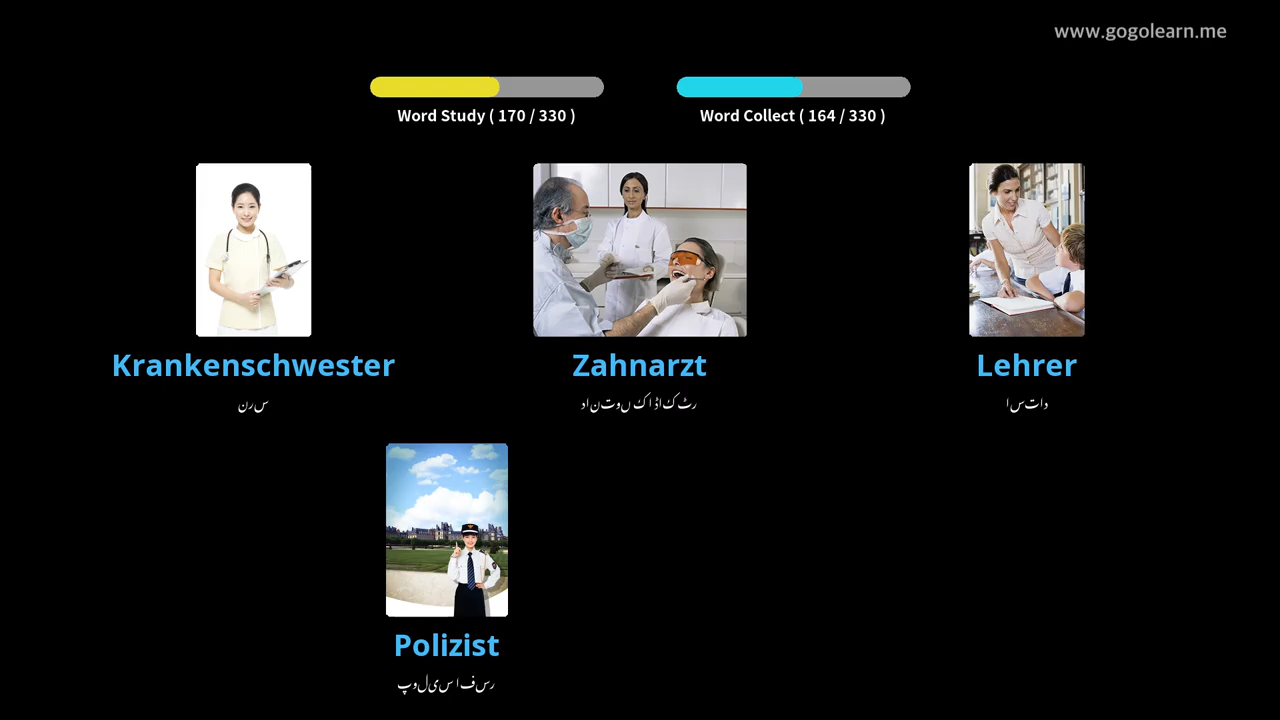 www.gogolearn.me
Word Study ( 170 / 330 )
Word Collect ( 164 / 330 )
Krankenschwester
Zahnarzt
Lehrer
نرس
دانتوں کا ڈاکٹر
استاد
Polizist
پولیس افسر